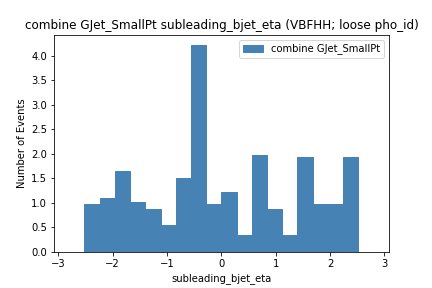 combine GJet_SmallPt subleading_bjet_eta (VBFHH; loose pho_id)
combine GJet_SmallPt
Number of Events
4.0
3.5
3.0
2.5
2.0
1.5
1.0
0.5
0.0
−3 −2 −1 0 1 2 3
subleading_bjet_eta